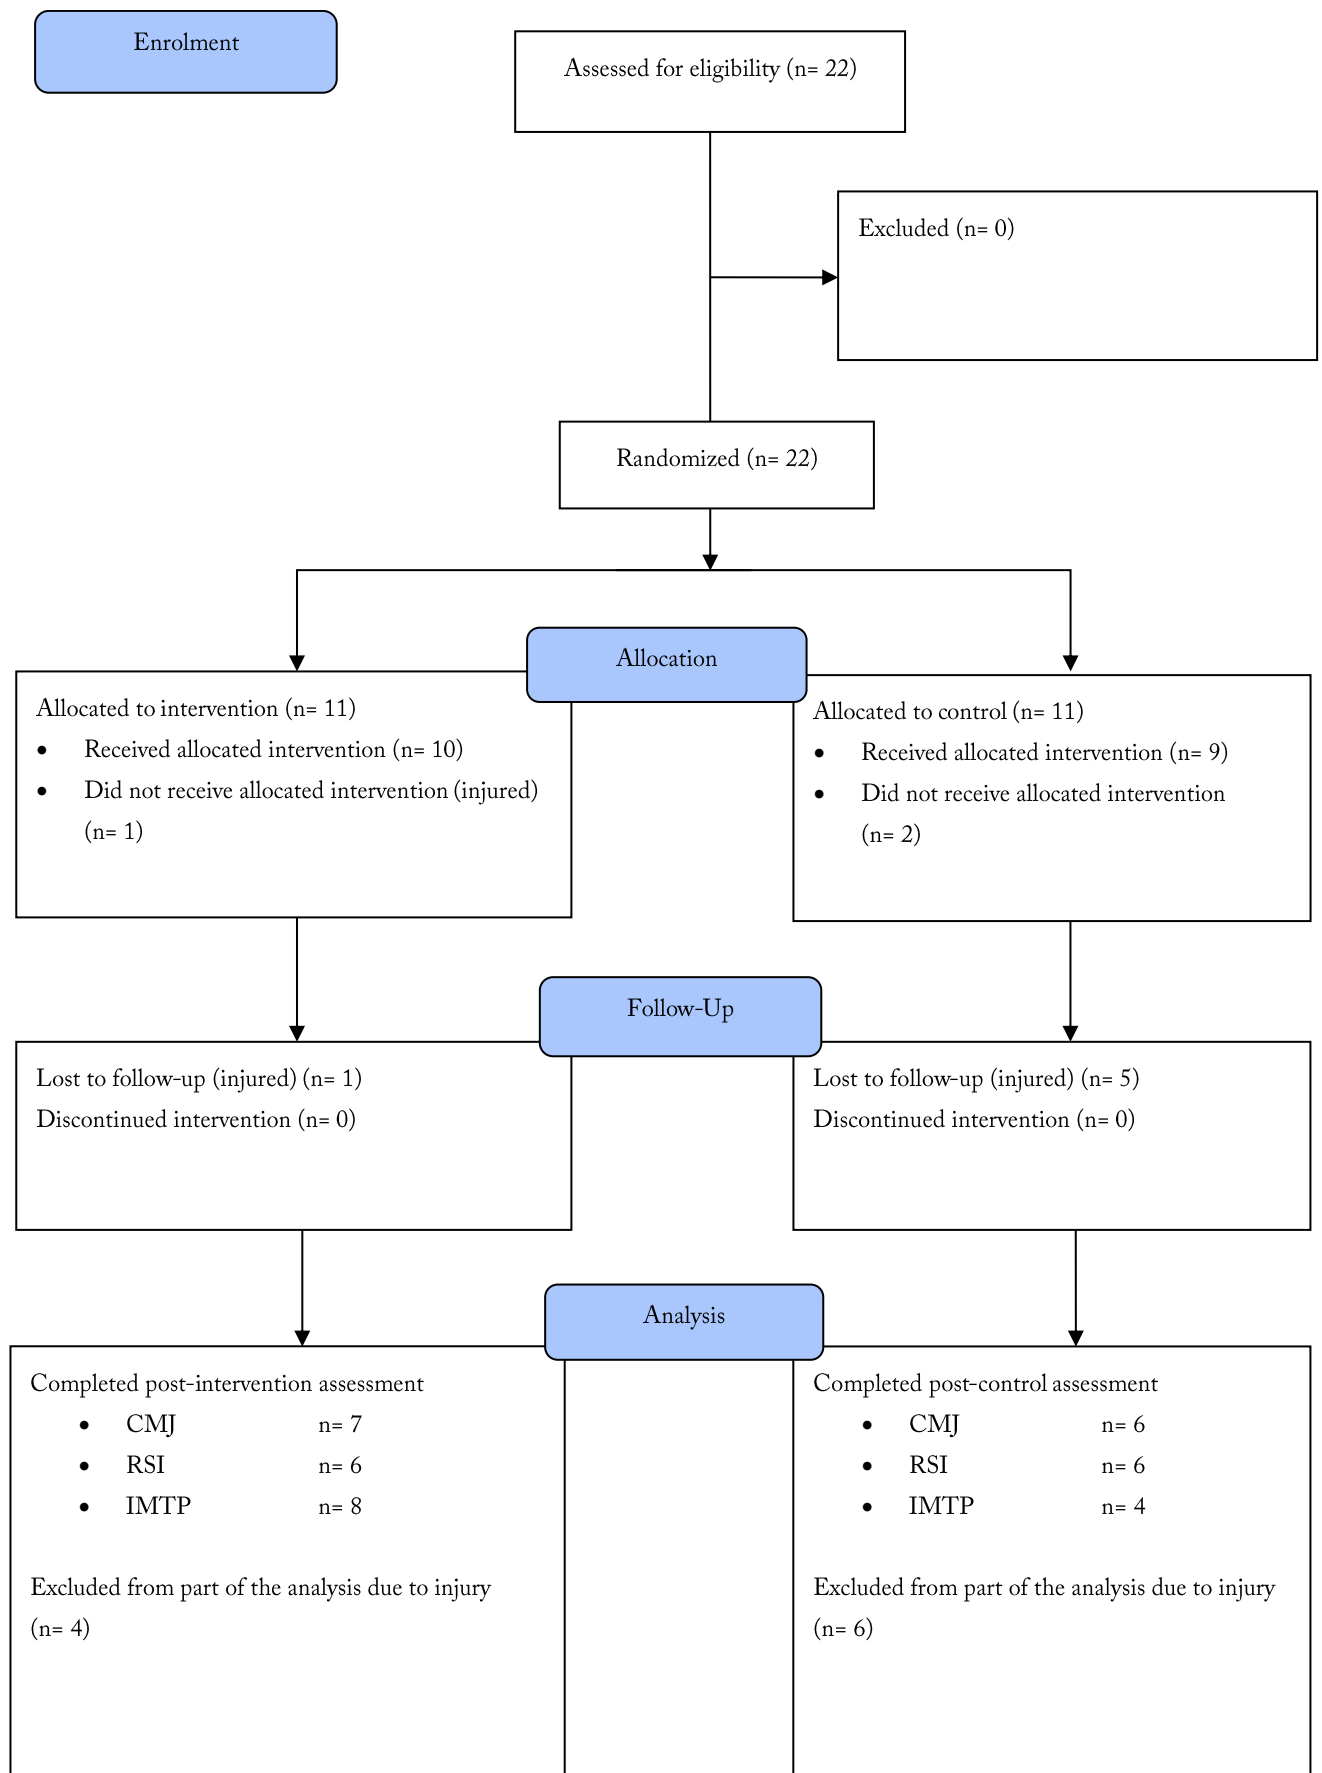 Enrolment
Assessed for eligibility (n= 22)
Excluded (n= 0)
Randomized (n= 22)
Allocation
Allocated to intervention (n= 11)
• Received allocated intervention (n= 10)
• Did not receive allocated intervention (injured)
(n= 1)
Allocated to control (n= 11)
• Received allocated intervention (n= 9)
• Did not receive allocated intervention
(n= 2)
Follow-Up
Lost to follow-up (injured) (n= 1)
Discontinued intervention (n= 0)
Lost to follow-up (injured) (n= 5)
Discontinued intervention (n= 0)
Analysis
Completed post-intervention assessment
• CMJ n= 7
• RSI n= 6
• IMTP n= 8
Excluded from part of the analysis due to injury
(n= 4)
Completed post-control assessment
• CMJ n= 6
• RSI n= 6
• IMTP n= 4
Excluded from part of the analysis due to injury
(n= 6)